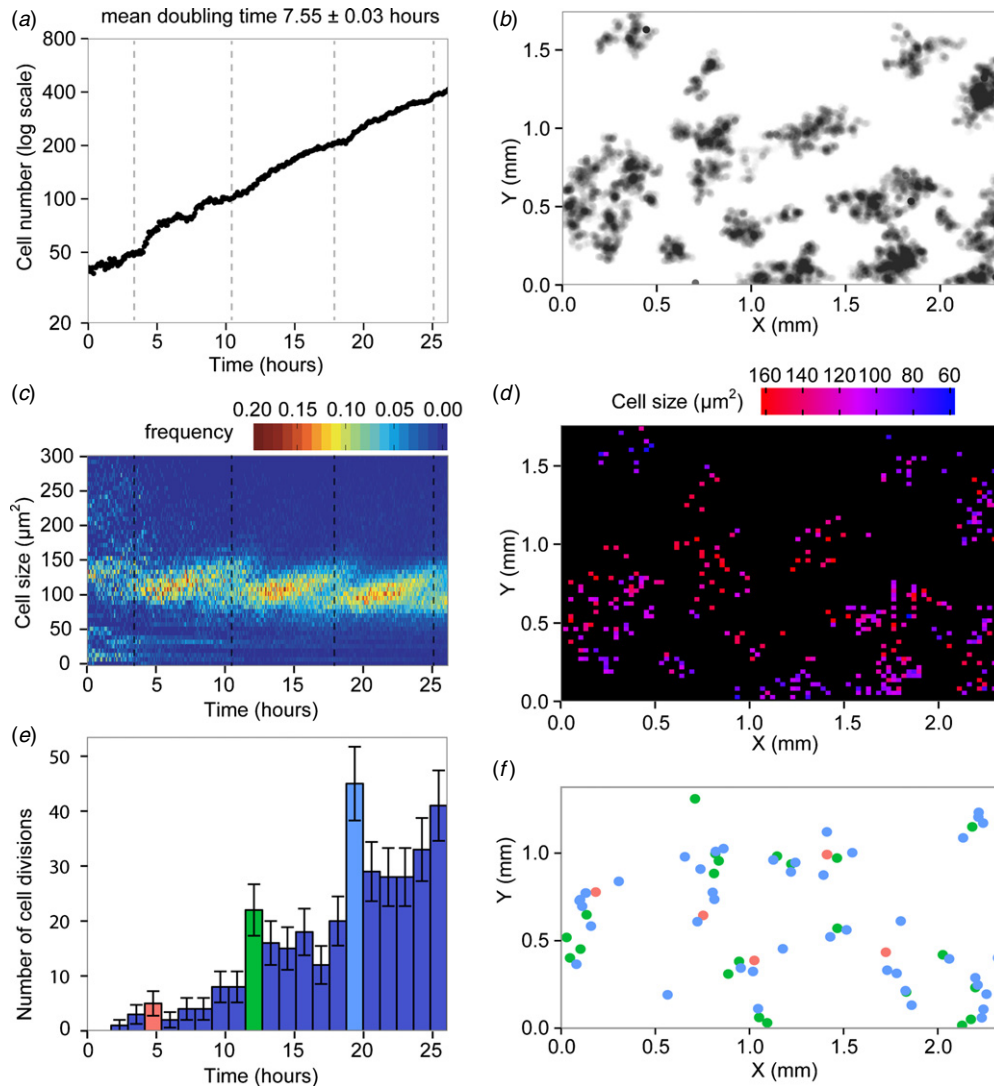 (a) mean doubling time 7.55 ± 0.03 hours
800
400
200
100
50
20
Cell number (log scale)
0 5 10 15 20 25
Time (hours)
(b)
1.5
1.0
0.5
0.0
Y (mm)
0.0 0.5 1.0 1.5 2.0
X (mm)
(c)
0.20 0.15 0.10 0.05 0.00
frequency
300
250
200
150
100
50
0
Cell size (µm²)
0 5 10 15 20 25
Time (hours)
(d)
160 140 120 100 80 60
Cell size (µm²)
1.5
1.0
0.5
0.0
Y (mm)
0.0 0.5 1.0 1.5 2.0
X (mm)
(e)
50
40
30
20
10
0
Number of cell divisions
0 5 10 15 20 25
Time (hours)
(f)
1.0
0.5
0.0
Y (mm)
0.0 0.5 1.0 1.5 2.0
X (mm)